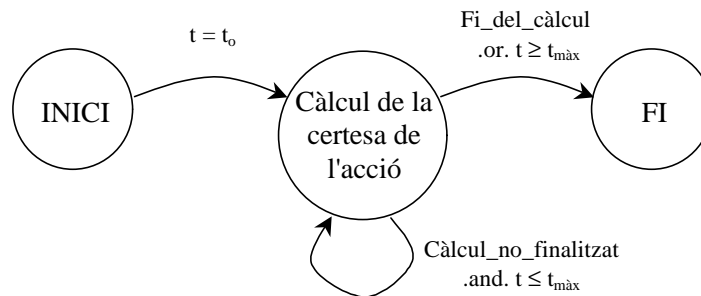 INICI
t = to
Càlcul de la
certesa de
l'acció
Fi_del_càlcul
.or. t ≥ tmàx
FI
Càlcul_no_finalitzat
.and. t ≤ tmàx